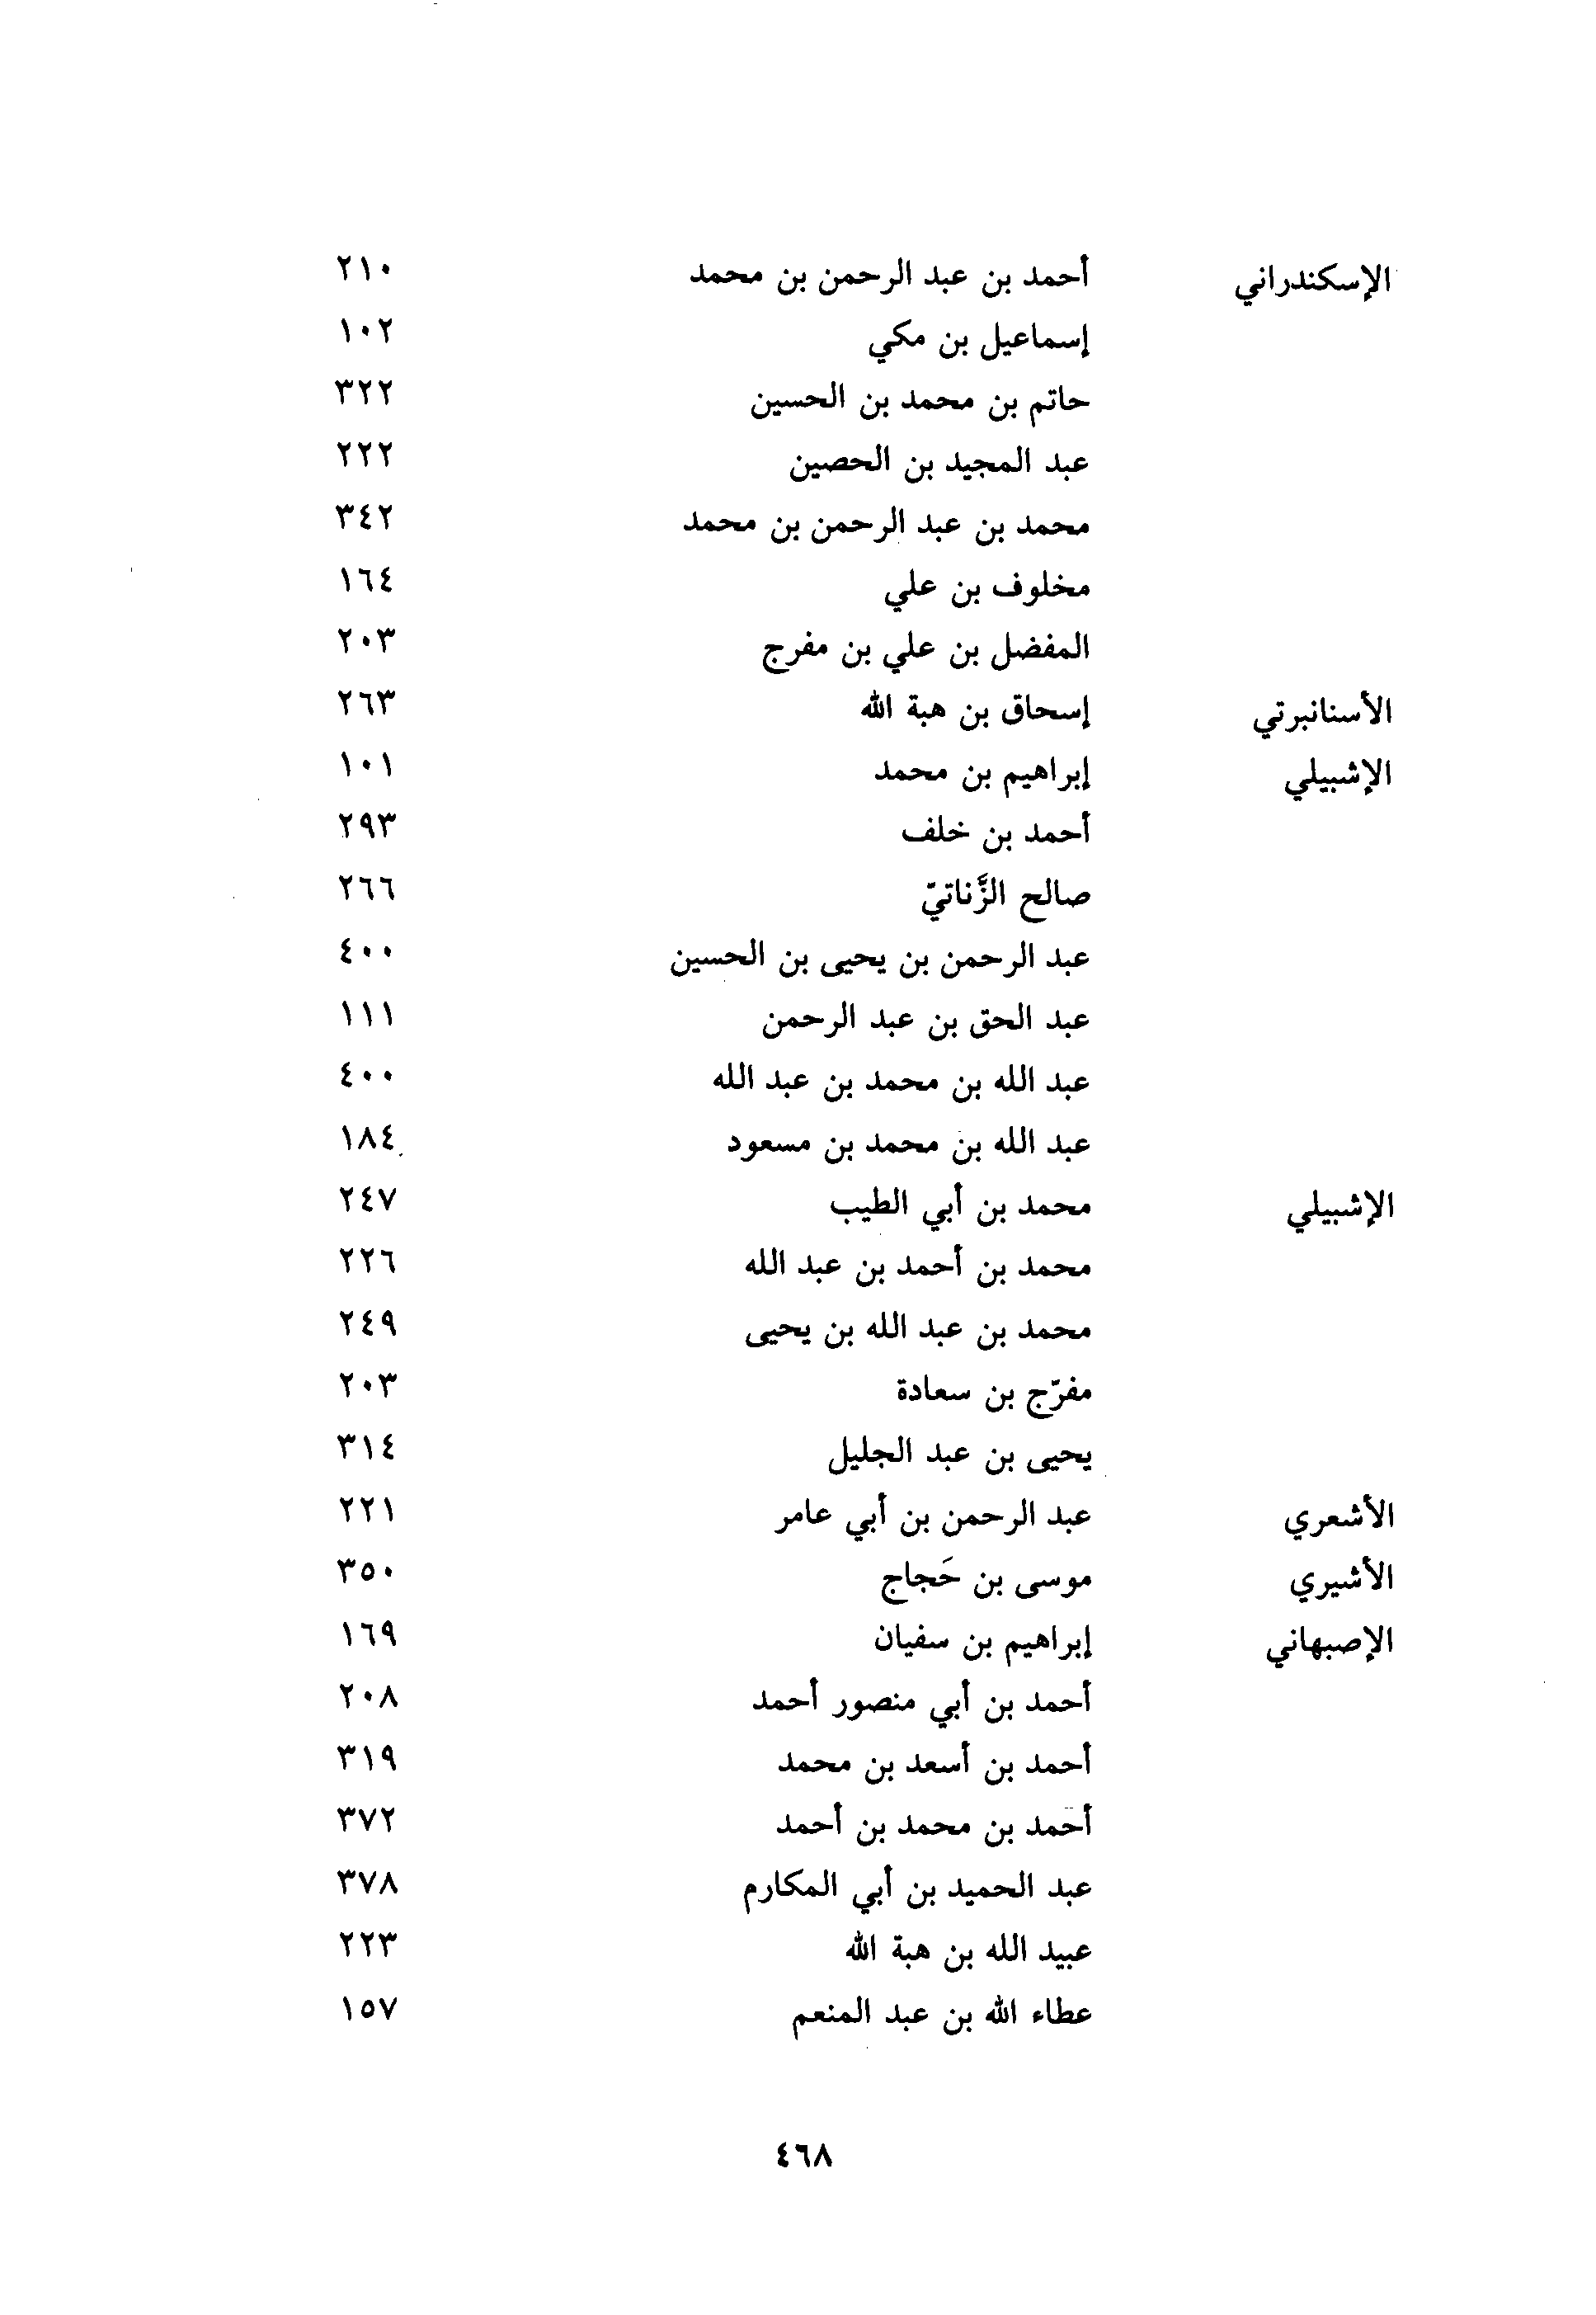 الإسكندراني أحمد بن عبد الرحمن بن محمد ٢١٠
إسماعيل بن مكي ١٠٢
حاتم بن محمد بن الحسين ٣٢٢
عبد المجيد بن الحصين ٢٢٢
محمد بن عبد الرحمن بن محمد ٣٤٢
مخلوف بن علي ١٦٤
المفضل بن علي بن مفرج ٢٠٣
الأسنانبرتي إسحاق بن هبة الله ٢٦٣
الإشبيلي إبراهيم بن محمد ١٠١
أحمد بن خلف ٢٩٣
صالح الزَّناتيّ ٢٦٦
عبد الرحمن بن يحيى بن الحسين ٤٠٠
عبد الحق بن عبد الرحمن ١١١
عبد الله بن محمد بن عبد الله ٤٠٠
عبد الله بن محمد بن مسعود ١٨٤
الإشبيلي محمد بن أبي الطيب ٢٤٧
محمد بن أحمد بن عبد الله ٢٢٦
محمد بن عبد الله بن يحيى ٢٤٩
مفرّج بن سعادة ٢٠٣
يحيى بن عبد الجليل ٣١٤
الأشعري عبد الرحمن بن أبي عامر ٢٢١
الأشيري موسى بن حَجاج ٣٥٠
الإصبهاني إبراهيم بن سفيان ١٦٩
أحمد بن أبي منصور أحمد ٢٠٨
أحمد بن أسعد بن محمد ٣١٩
أحمد بن محمد بن أحمد ٣٧٢
عبد الحميد بن أبي المكارم ٣٧٨
عبيد الله بن هبة الله ٢٢٣
عطاء الله بن عبد المنعم ١٥٧
٤٦٨